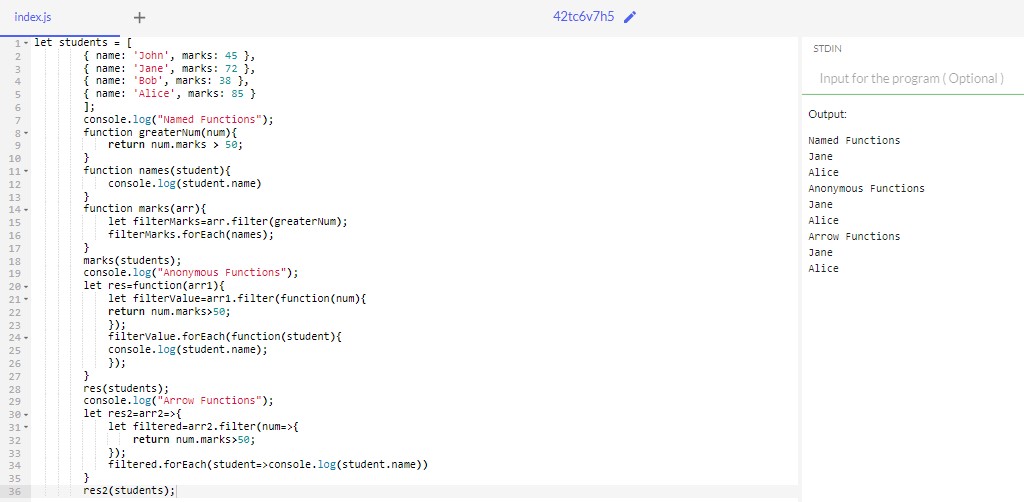 index.js
+
42tc6v7h5
1 let students = [
2 { name: 'John', marks: 45 },
3 { name: 'Jane', marks: 72 },
4 { name: 'Bob', marks: 38 },
5 { name: 'Alice', marks: 85 }
6 ];
7 console.log("Named Functions");
8 function greaterNum(num){
9 return num.marks > 50;
10 }
11 function names(student){
12 console.log(student.name)
13 }
14 function marks(arr){
15 let filterMarks=arr.filter(greaterNum);
16 filterMarks.forEach(names);
17 }
18 marks(students);
19 console.log("Anonymous Functions");
20 let res=function(arr1){
21 let filterValue=arr1.filter(function(num){
22 return num.marks>50;
23 });
24 filterValue.forEach(function(student){
25 console.log(student.name);
26 });
27 }
28 res(students);
29 console.log("Arrow Functions");
30 let res2=arr2=>{
31 let filtered=arr2.filter(num=>{
32 return num.marks>50;
33 });
34 filtered.forEach(student=>console.log(student.name))
35 }
36 res2(students);
STDIN
Input for the program ( Optional )
Output:
Named Functions
Jane
Alice
Anonymous Functions
Jane
Alice
Arrow Functions
Jane
Alice